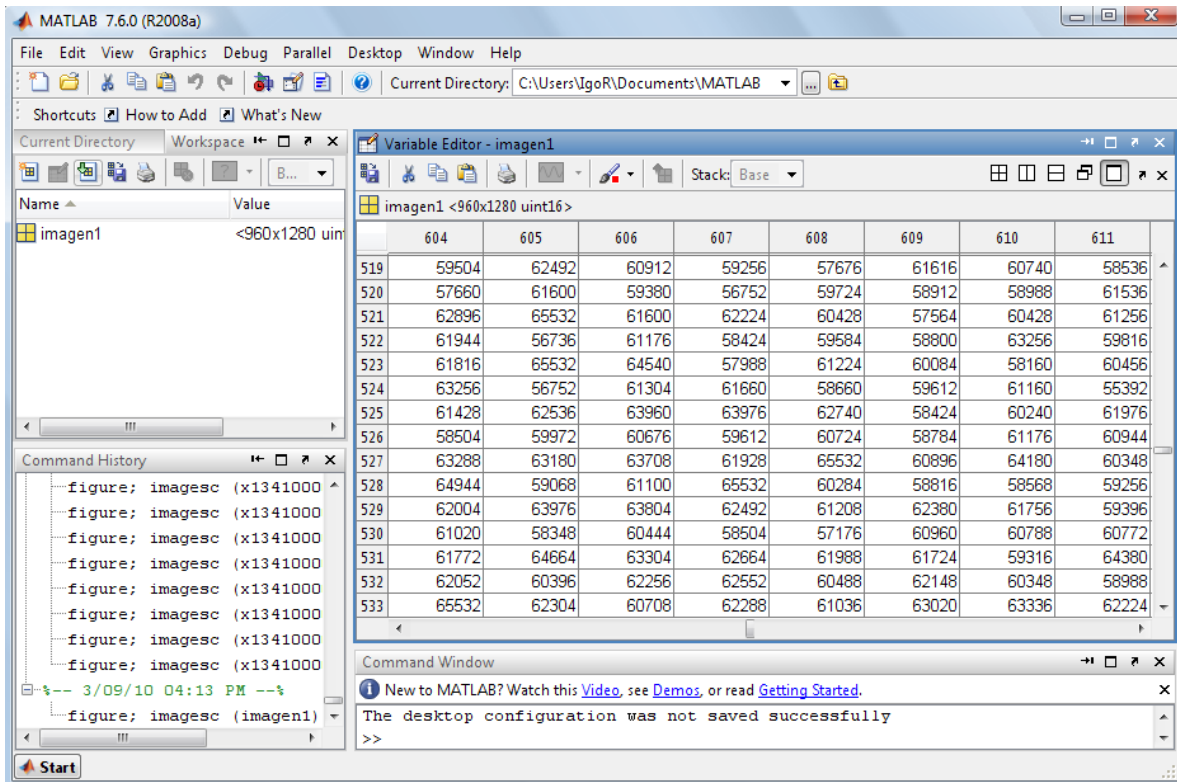 MATLAB 7.6.0 (R2008a)
File Edit View Graphics Debug Parallel Desktop Window Help
Current Directory: C:\Users\IgoR\Documents\MATLAB ...
Shortcuts How to Add What's New
Current Directory Workspace
B...
Name Value
imagen1 <960x1280 uin
Command History
figure; imagesc (x1341000
figure; imagesc (x1341000
figure; imagesc (x1341000
figure; imagesc (x1341000
figure; imagesc (x1341000
figure; imagesc (x1341000
figure; imagesc (x1341000
figure; imagesc (x1341000
%-- 3/09/10 04:13 PM --%
figure; imagesc (imagen1)
Variable Editor - imagen1
Stack: Base
imagen1 <960x1280 uint16>
604 605 606 607 608 609 610 611
519 59504 62492 60912 59256 57676 61616 60740 58536
520 57660 61600 59380 56752 59724 58912 58988 61536
521 62896 65532 61600 62224 60428 57564 60428 61256
522 61944 56736 61176 58424 59584 58800 63256 59816
523 61816 65532 64540 57988 61224 60084 58160 60456
524 63256 56752 61304 61660 58660 59612 61160 55392
525 61428 62536 63960 63976 62740 58424 60240 61976
526 58504 59972 60676 59612 60724 58784 61176 60944
527 63288 63180 63708 61928 65532 60896 64180 60348
528 64944 59068 61100 65532 60284 58816 58568 59256
529 62004 63976 63804 62492 61208 62380 61756 59396
530 61020 58348 60444 58504 57176 60960 60788 60772
531 61772 64664 63304 62664 61988 61724 59316 64380
532 62052 60396 62256 62552 60488 62148 60348 58988
533 65532 62304 60708 62288 61036 63020 63336 62224
Command Window
New to MATLAB? Watch this Video, see Demos, or read Getting Started.
The desktop configuration was not saved successfully
>>
Start